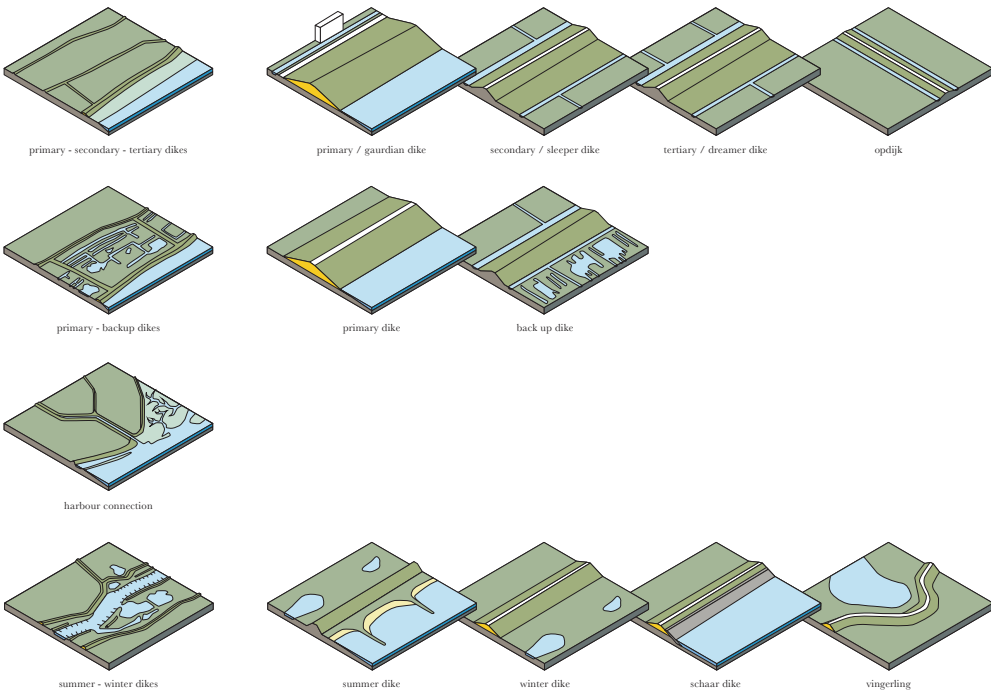 primary - secondary - tertiary dikes
primary / gaurdian dike
secondary / sleeper dike
tertiary / dreamer dike
opdijk
primary - backup dikes
primary dike
back up dike
harbour connection
summer - winter dikes
summer dike
winter dike
schaar dike
vingerling